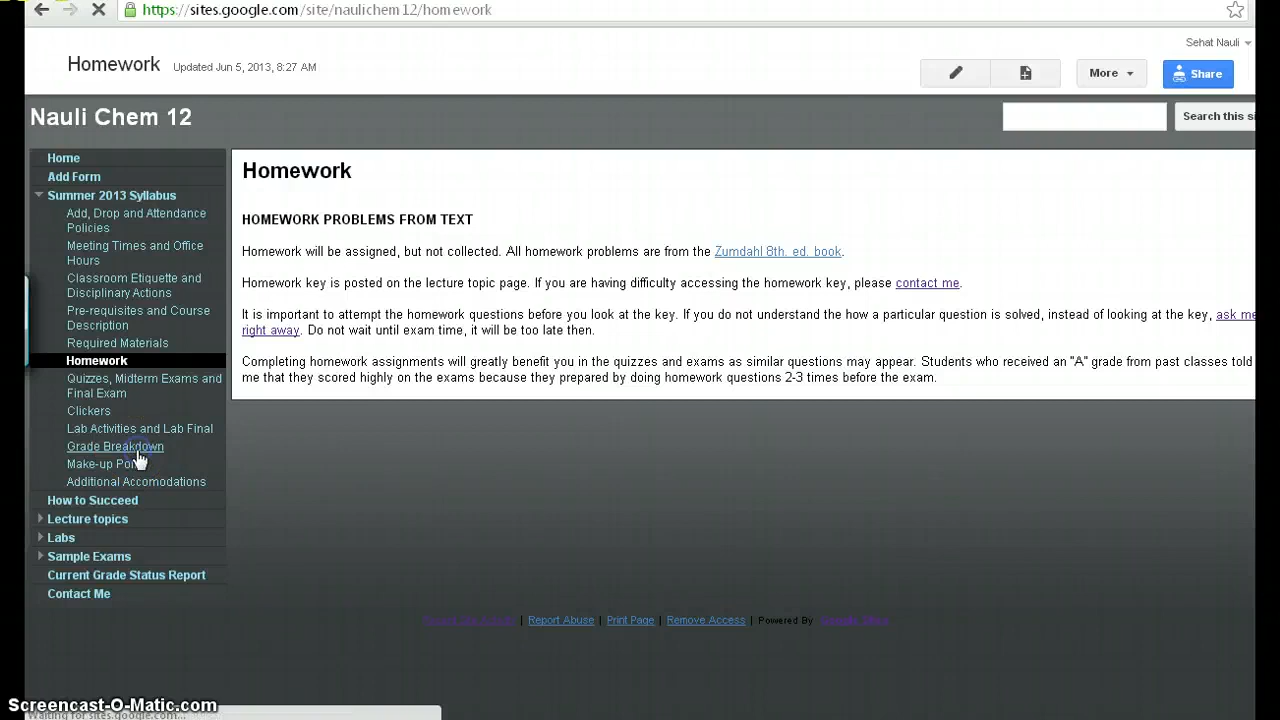 https://sites.google.com/site/naulichem12/homework
Sehat Nauli
Homework Updated Jun 5, 2013, 8:27 AM
More
Share
Nauli Chem 12
Search this si
Home
Add Form
Summer 2013 Syllabus
Add, Drop and Attendance
Policies
Meeting Times and Office
Hours
Classroom Etiquette and
Disciplinary Actions
Pre-requisites and Course
Description
Required Materials
Homework
Quizzes, Midterm Exams and
Final Exam
Clickers
Lab Activities and Lab Final
Grade Breakdown
Make-up Po
Additional Accomodations
How to Succeed
Lecture topics
Labs
Sample Exams
Current Grade Status Report
Contact Me
Homework
HOMEWORK PROBLEMS FROM TEXT
Homework will be assigned, but not collected. All homework problems are from the Zumdahl 8th. ed. book.
Homework key is posted on the lecture topic page. If you are having difficulty accessing the homework key, please contact me.
It is important to attempt the homework questions before you look at the key. If you do not understand the how a particular question is solved, instead of looking at the key, ask me
right away. Do not wait until exam time, it will be too late then.
Completing homework assignments will greatly benefit you in the quizzes and exams as similar questions may appear. Students who received an "A" grade from past classes told
me that they scored highly on the exams because they prepared by doing homework questions 2-3 times before the exam.
| Report Abuse | Print Page | Remove Access | Powered By
Screencast-O-Matic.com
Waiting for sites.google.com...